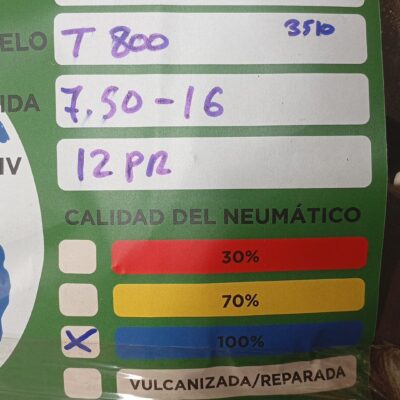 ELO T 800 3510
IDA 7.50-16
IV 12 PR
CALIDAD DEL NEUMÁTICO
30%
70%
X 100%
VULCANIZADA/REPARADA